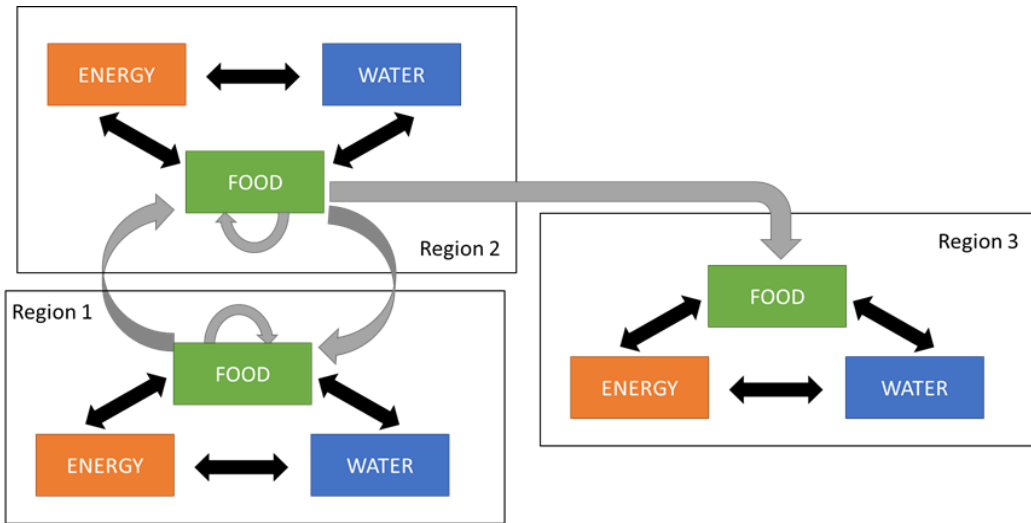 ENERGY
WATER
FOOD
Region 2
Region 1
FOOD
ENERGY
WATER
Region 3
FOOD
ENERGY
WATER